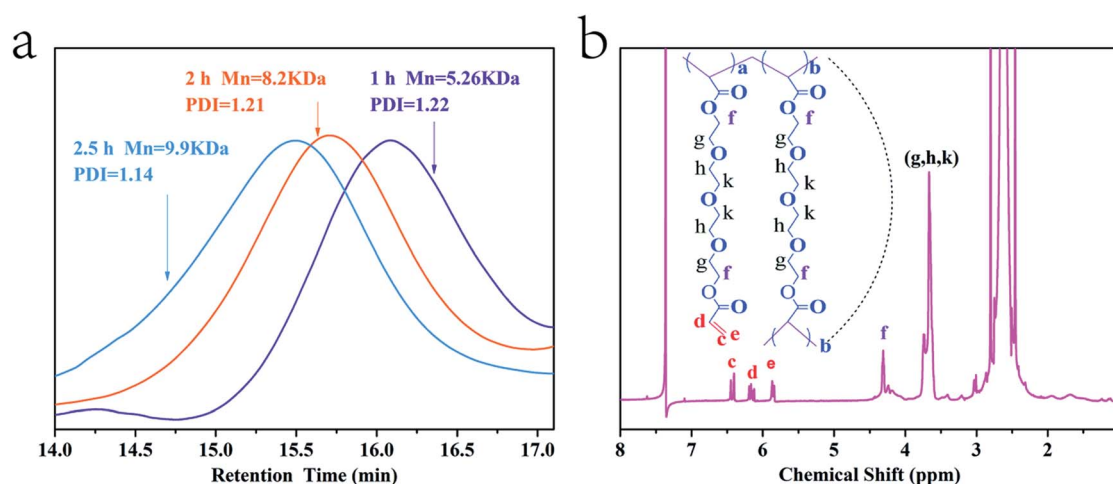 a
2 h Mn=8.2KDa
PDI=1.21
1 h Mn=5.26KDa
PDI=1.22
2.5 h Mn=9.9KDa
PDI=1.14
14.0 14.5 15.0 15.5 16.0 16.5 17.0
Retention Time (min)
b
a b
O O
O O
f f
g g
O O
h h
k k
O O
h k h k
O O
g g
f f
O O
O O
d e
c
b
(g,h,k)
f
c d e
8 7 6 5 4 3 2
Chemical Shift (ppm)